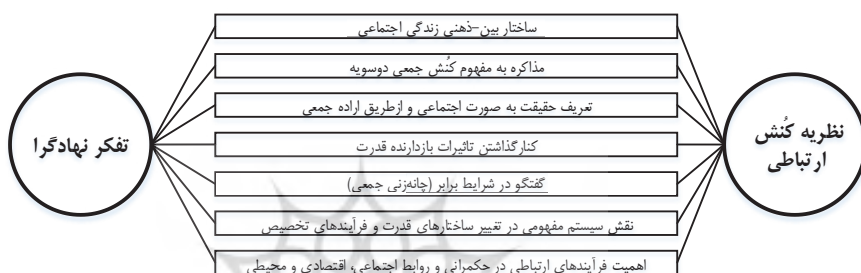 ساختار بین-ذهنی زندگی اجتماعی
مذاکره به مفهوم کُنش جمعی دوسویه
تعریف حقیقت به صورت اجتماعی و ازطریق اراده جمعی
کنارگذاشتن تاثیرات بازدارنده قدرت
گفتگو در شرایط برابر (چانه‌زنی جمعی)
نقش سیستم مفهومی در تغییر ساختارهای قدرت و فرآیندهای تخصیص
اهمیت فرآیندهای ارتباطی در حکمرانی و روابط اجتماعی، اقتصادی و محیطی
نظریه کُنش
ارتباطی
تفکر نهادگرا